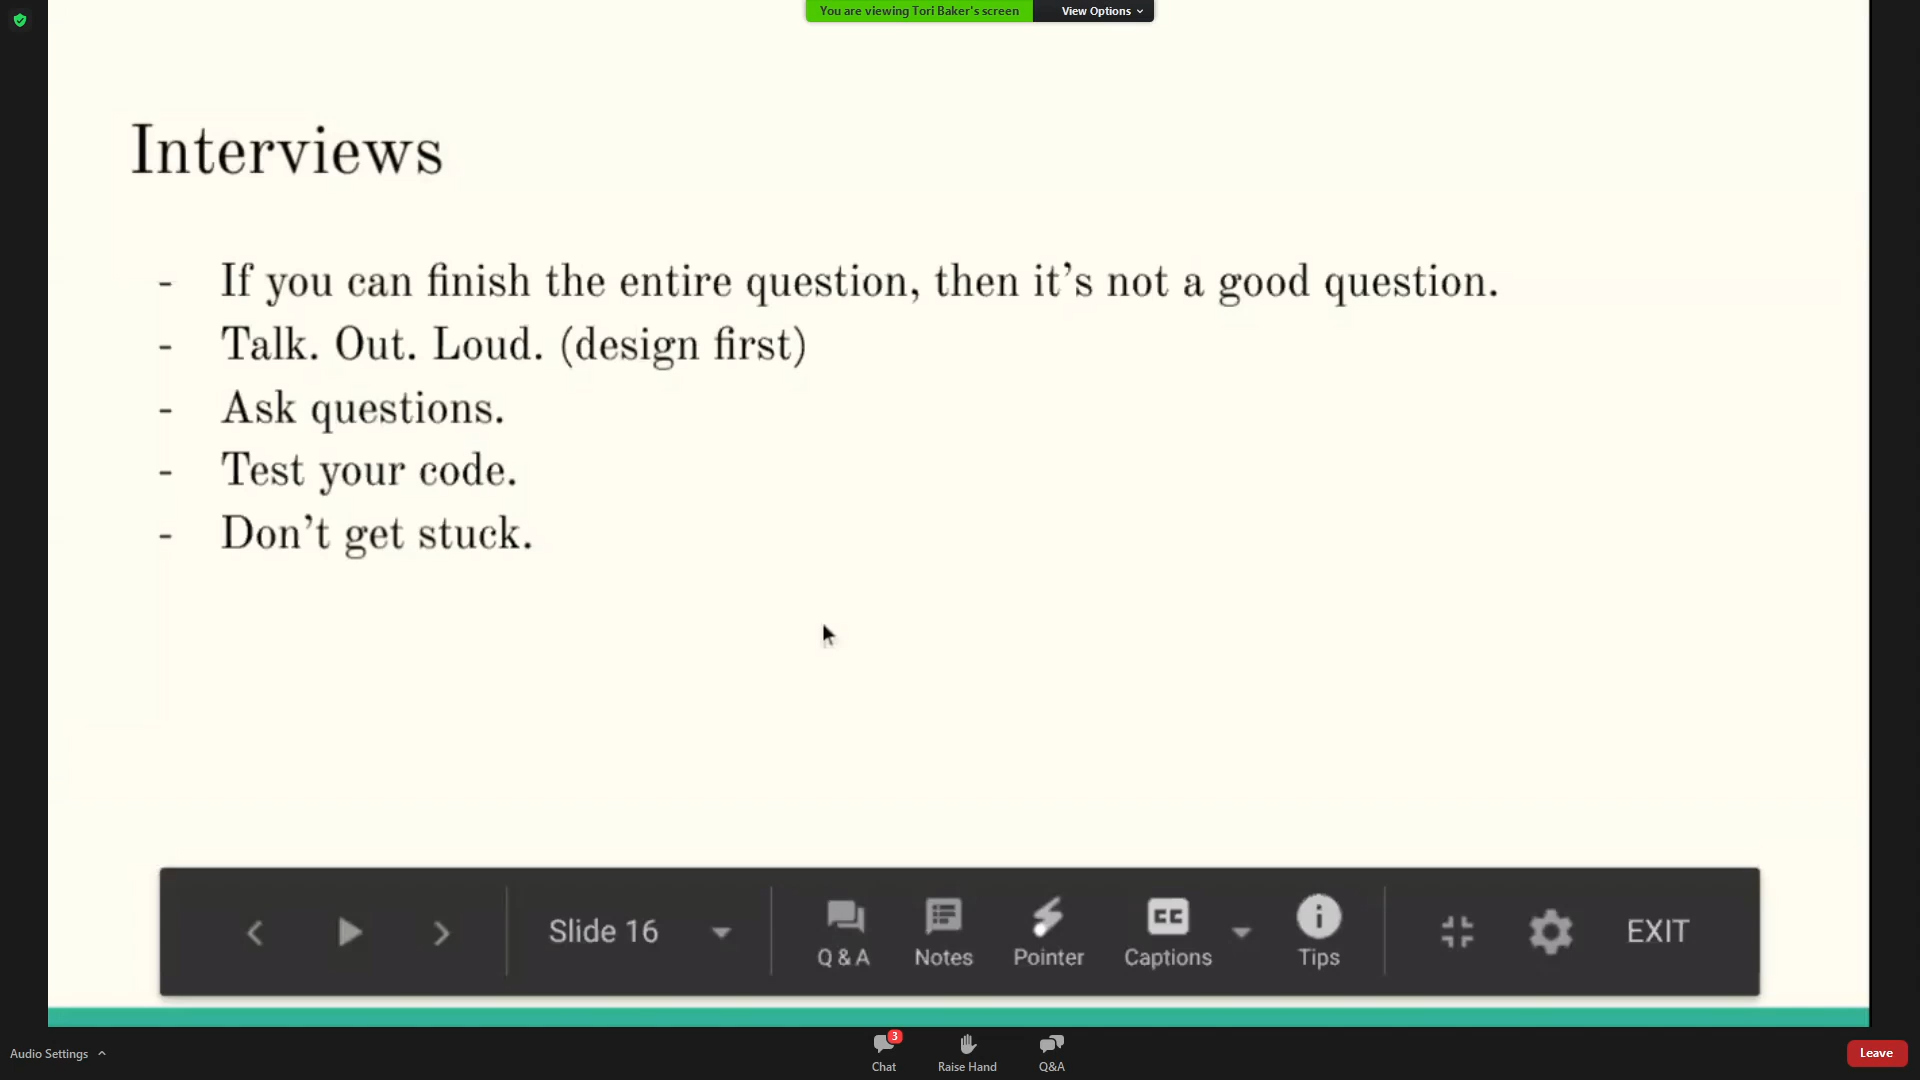 You are viewing Tori Baker's screen
View Options
Interviews
- If you can finish the entire question, then it's not a good question.
- Talk. Out. Loud. (design first)
- Ask questions.
- Test your code.
- Don't get stuck.
Slide 16
Q & A
Notes
Pointer
CC
Captions
Tips
EXIT
Audio Settings
3
Chat
Raise Hand
Q&A
Leave